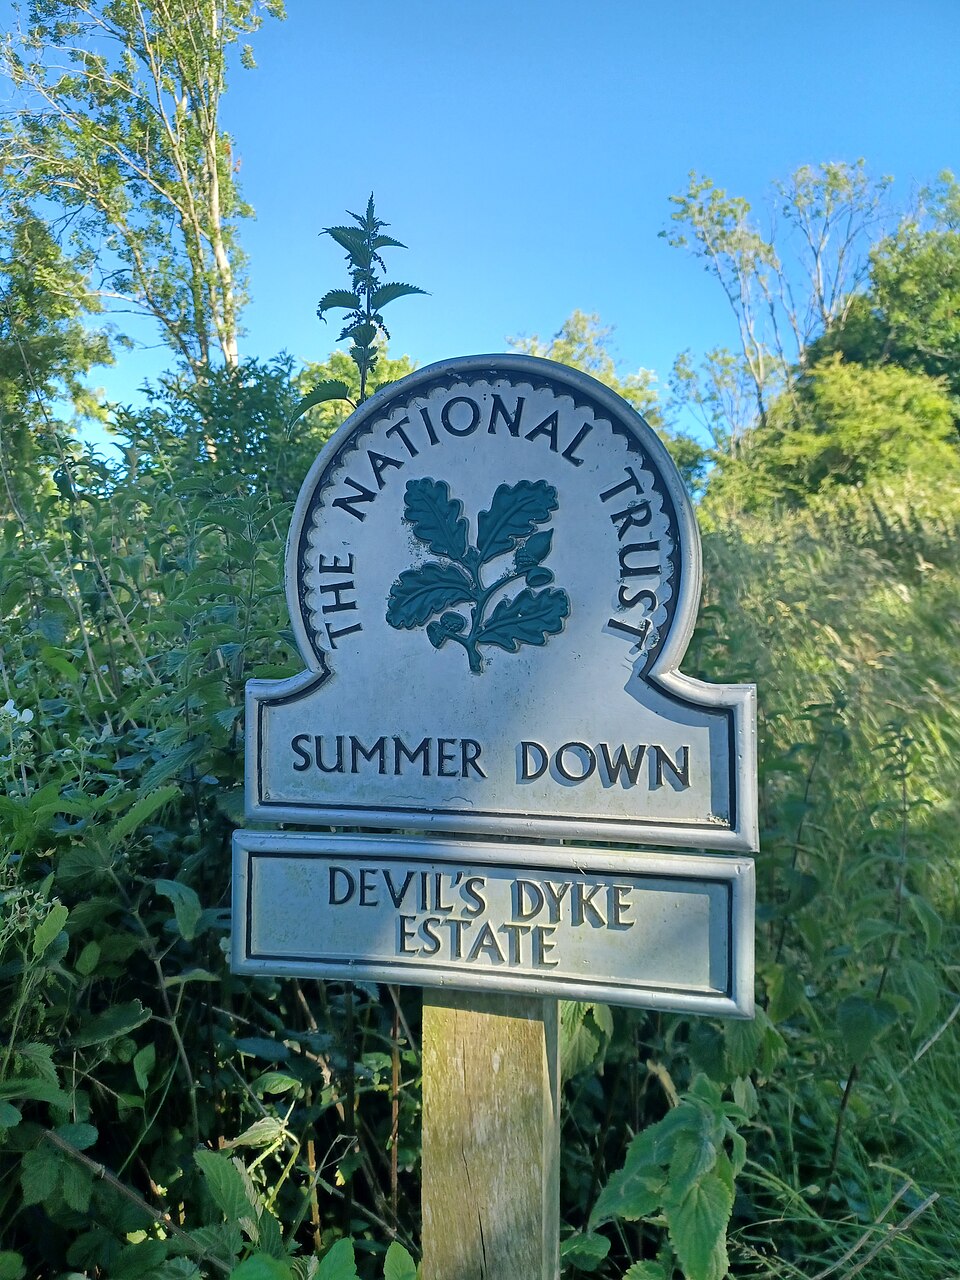 THE NATIONAL TRUST
SUMMER DOWN
DEVIL'S DYKE
ESTATE